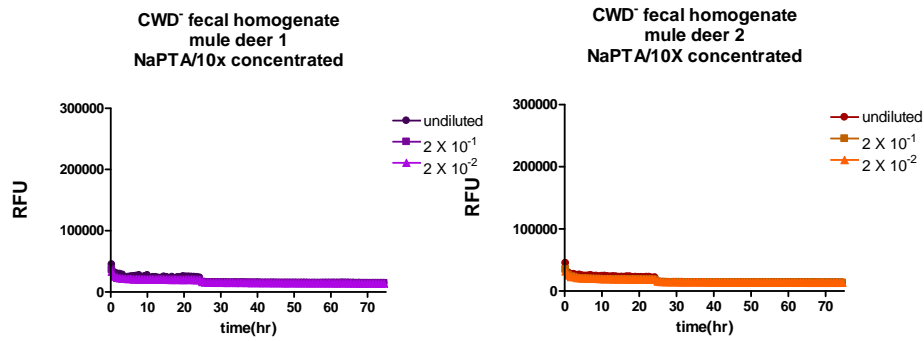 CWD⁻ fecal homogenate
mule deer 1
NaPTA/10x concentrated
300000
200000
100000
0
RFU
0 10 20 30 40 50 60 70
time(hr)
undiluted
2 X 10⁻¹
2 X 10⁻²
CWD⁻ fecal homogenate
mule deer 2
NaPTA/10X concentrated
300000
200000
100000
0
RFU
0 10 20 30 40 50 60 70
time(hr)
undiluted
2 X 10⁻¹
2 X 10⁻²